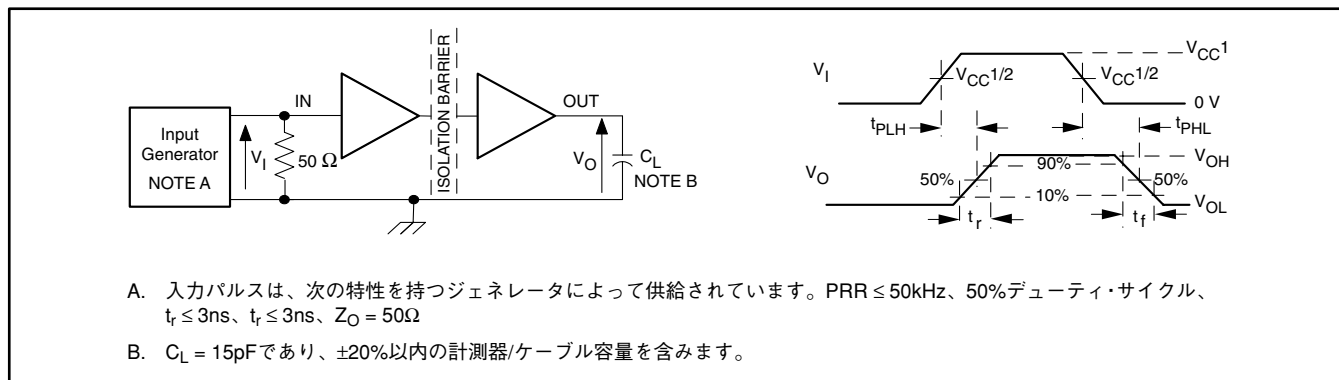 Input
Generator
NOTE A
V_I
IN
50 Ω
ISOLATION BARRIER
OUT
V_O
C_L
NOTE B
V_I
V_CC1
V_CC1/2
V_CC1/2
0 V
t_PLH
t_PHL
V_O
50%
90%
10%
50%
V_OH
V_OL
t_r
t_f
A. 入力パルスは、次の特性を持つジェネレータによって供給されています。PRR ≤ 50kHz、50%デューティ・サイクル、
t_r ≤ 3ns、t_r ≤ 3ns、Z_O = 50Ω
B. C_L = 15pFであり、±20%以内の計測器/ケーブル容量を含みます。